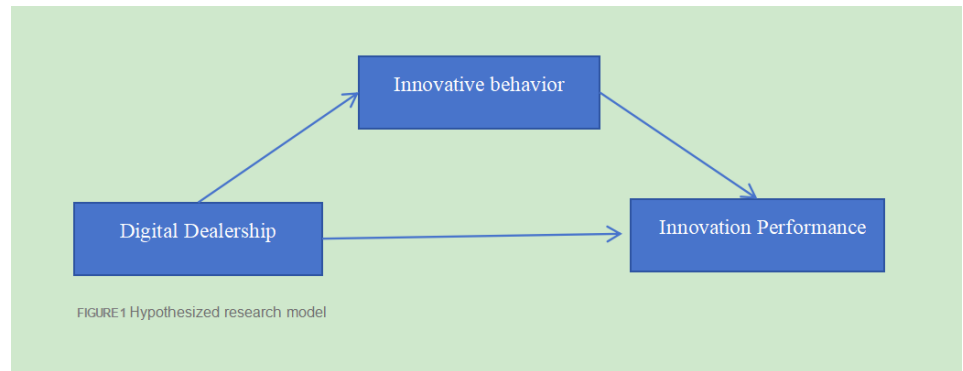 Innovative behavior
Digital Dealership
Innovation Performance
FIGURE1 Hypothesized research model